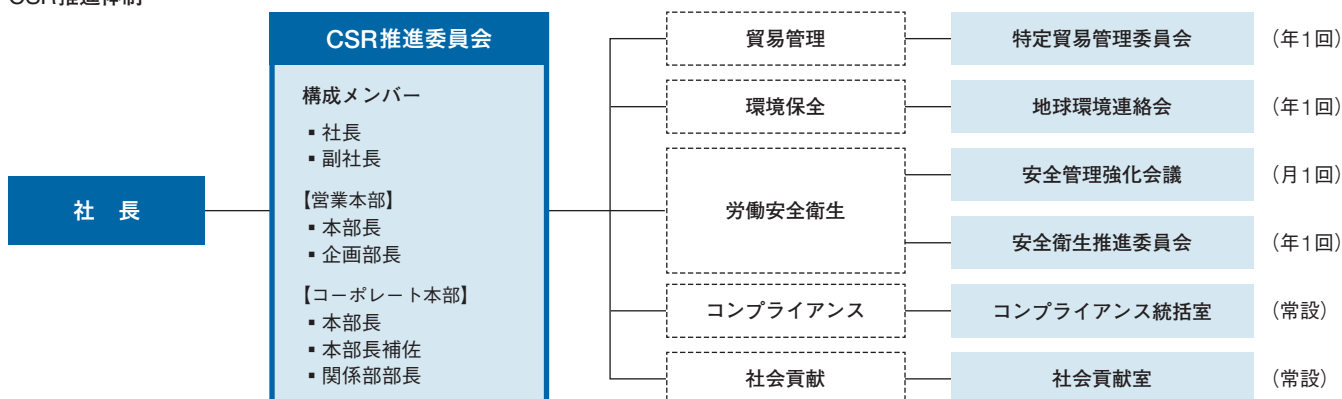 CSR推進体制
社 長
CSR推進委員会
構成メンバー
▪ 社長
▪ 副社長
【営業本部】
▪ 本部長
▪ 企画部長
【コーポレート本部】
▪ 本部長
▪ 本部長補佐
▪ 関係部部長
貿易管理 特定貿易管理委員会 (年1回)
環境保全 地球環境連絡会 (年1回)
労働安全衛生
安全管理強化会議 (月1回)
安全衛生推進委員会 (年1回)
コンプライアンス コンプライアンス統括室 (常設)
社会貢献 社会貢献室 (常設)